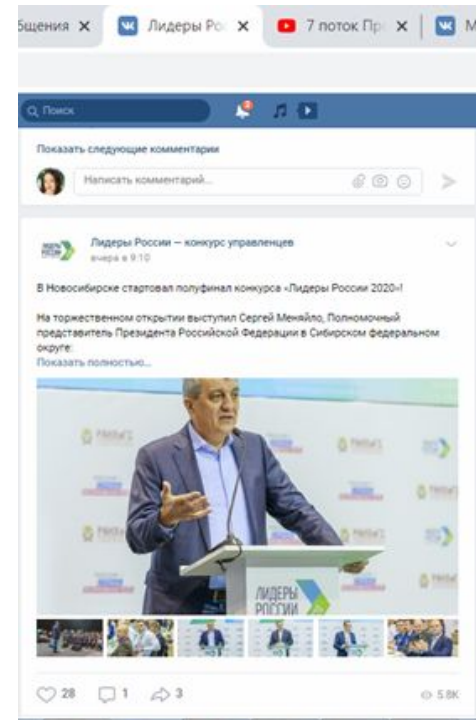 бщения
Лидеры Рос
7 поток Пр
М
Поиск
Показать следующие комментарии
Написать комментарий...
Лидеры России – конкурс управленцев
вчера в 9:10
В Новосибирске стартовал полуфинал конкурса «Лидеры России 2020»!
На торжественном открытии выступил Сергей Меняйло, Полномочный
представитель Президента Российской Федерации в Сибирском федеральном
округе:
Показать полностью...
ЛИДЕРЫ
РОССИИ
28
1
3
5.8K